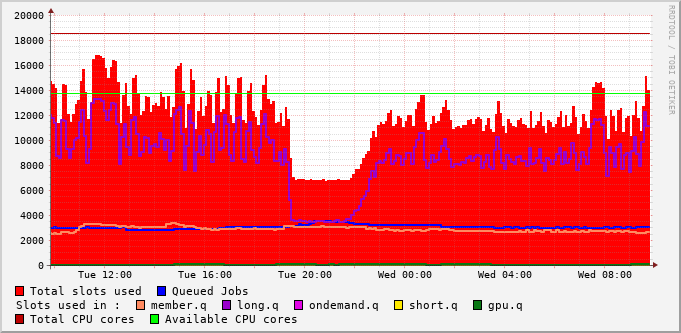 20000
18000
16000
14000
12000
10000
8000
6000
4000
2000
0
Tue 12:00 Tue 16:00 Tue 20:00 Wed 00:00 Wed 04:00 Wed 08:00
RRDTOOL / TOBI OETIKER
Total slots used Queued Jobs
Slots used in : member.q long.q ondemand.q short.q gpu.q
Total CPU cores Available CPU cores